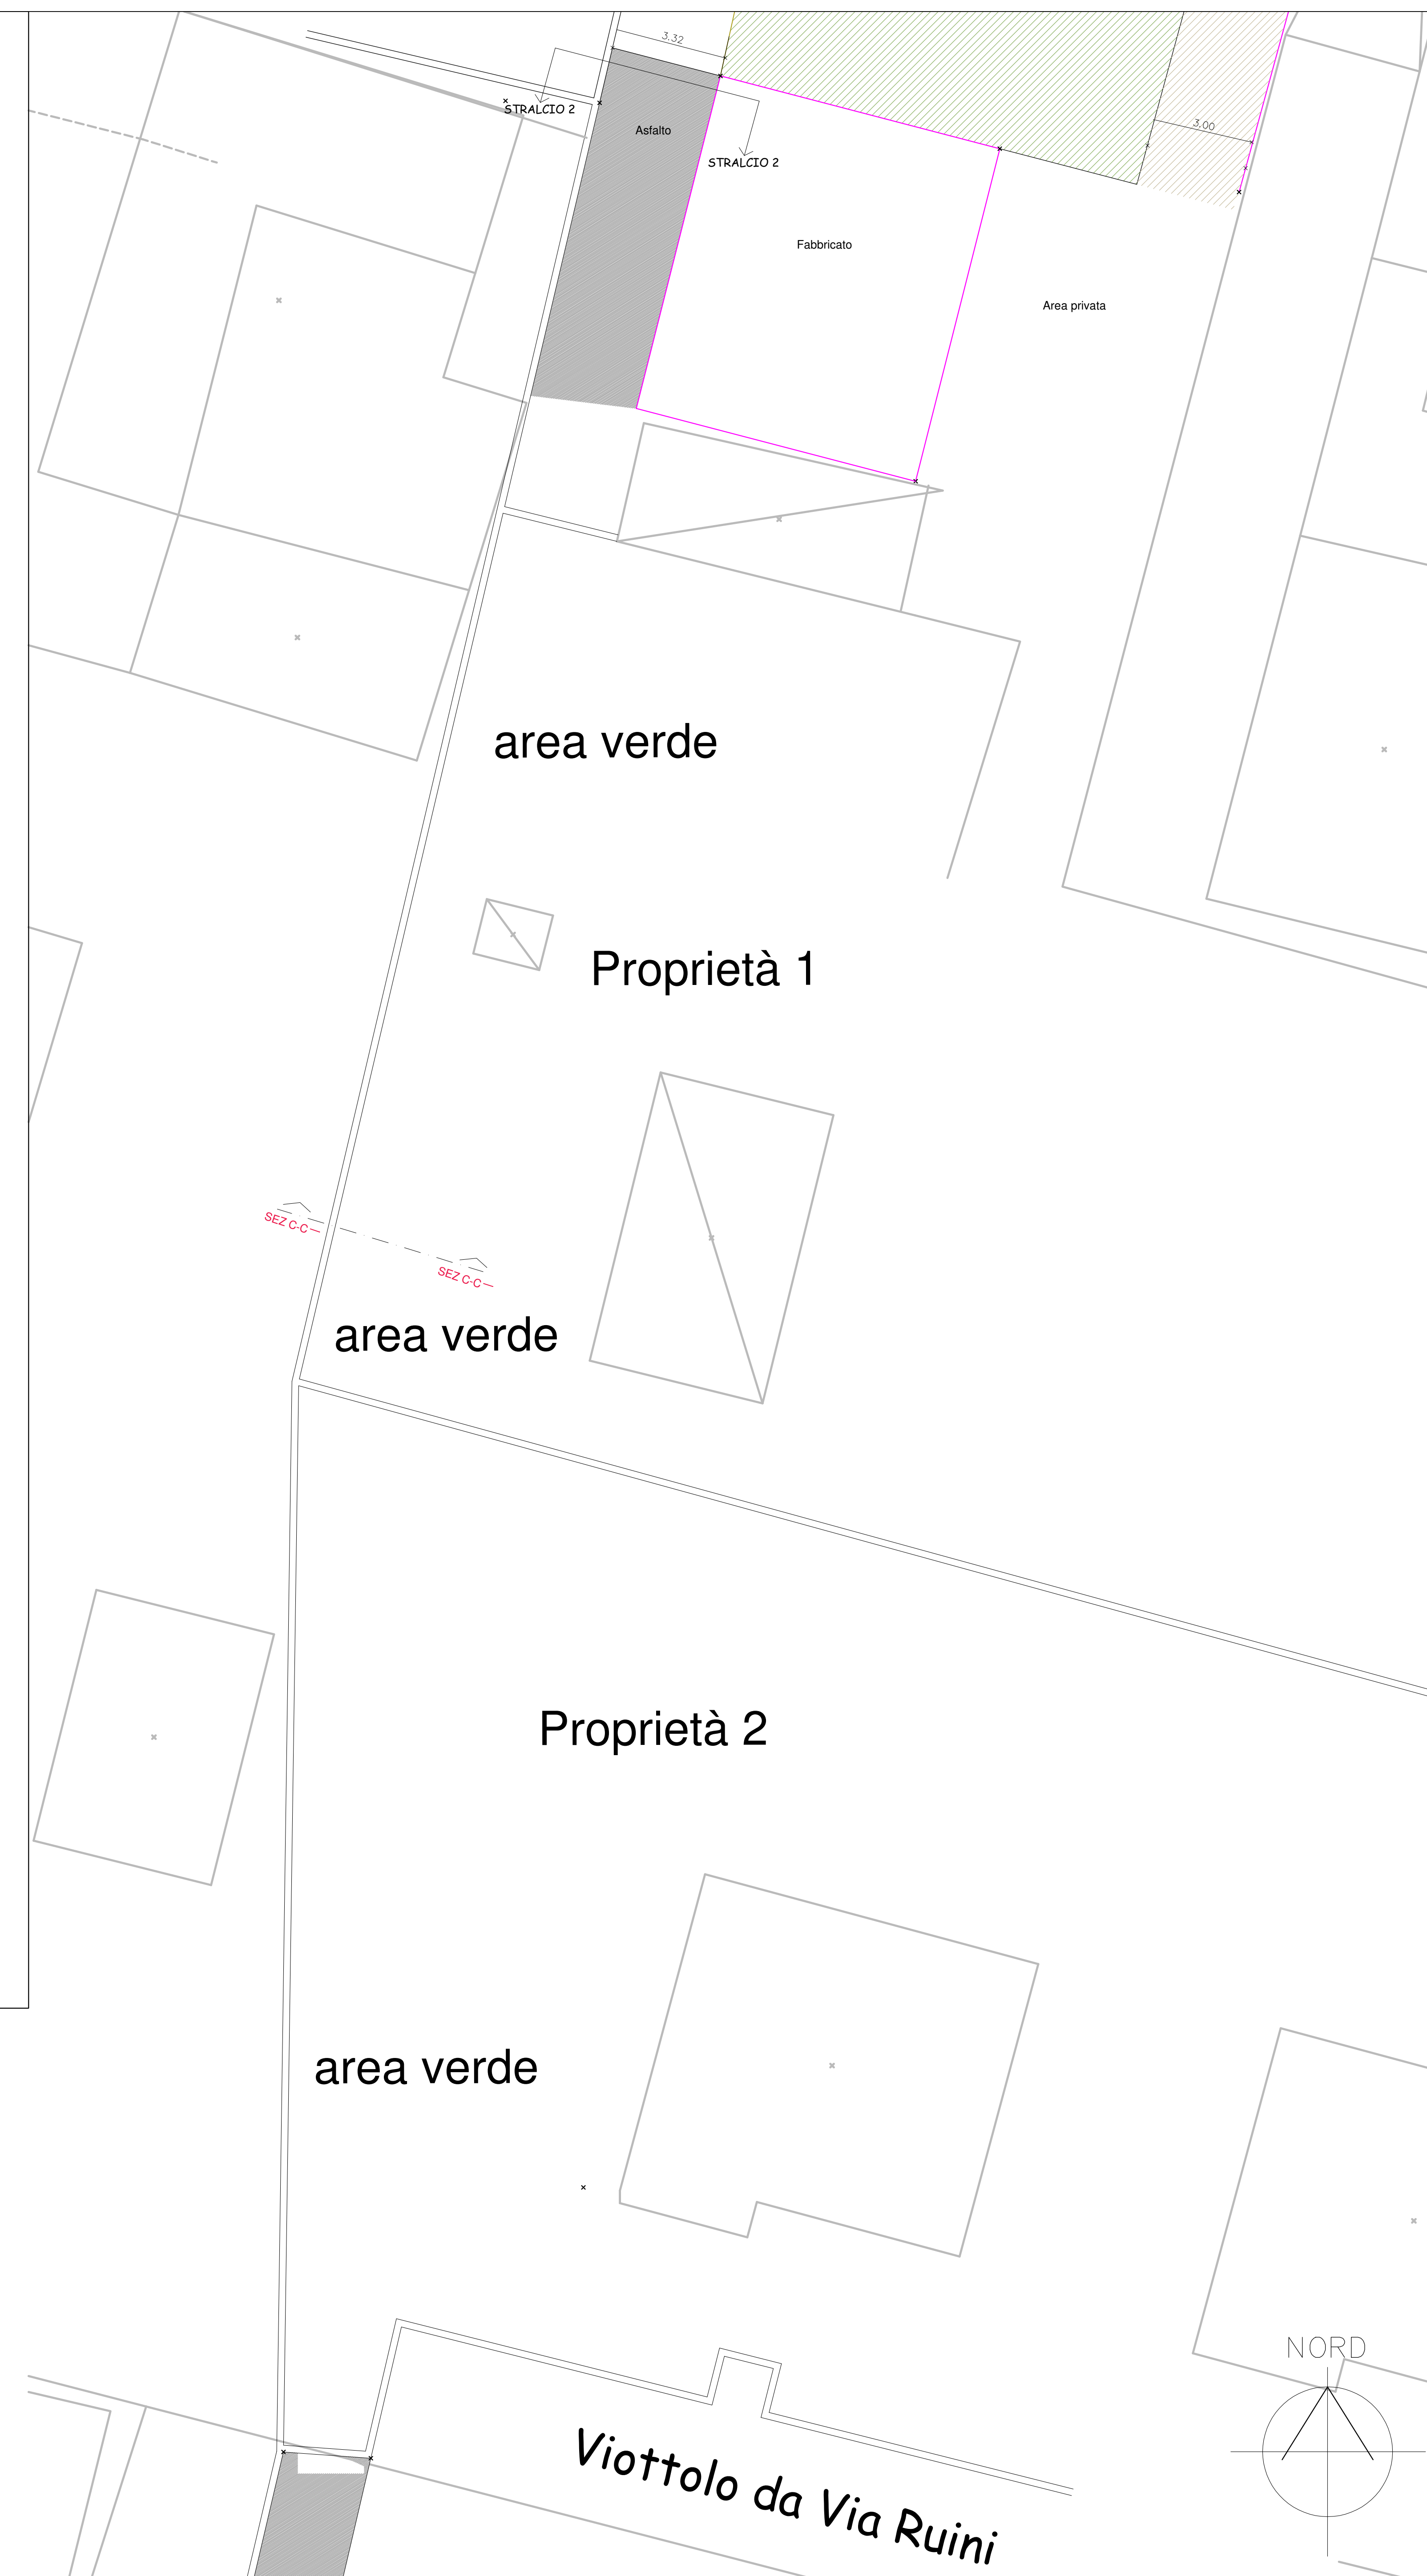 3.32
STRALCIO 2
Asfalto
3.00
STRALCIO 2
Fabbricato
Area privata
area verde
Proprietà 1
SEZ C-C
SEZ C-C
area verde
Proprietà 2
area verde
NORD
Viottolo da Via Ruini